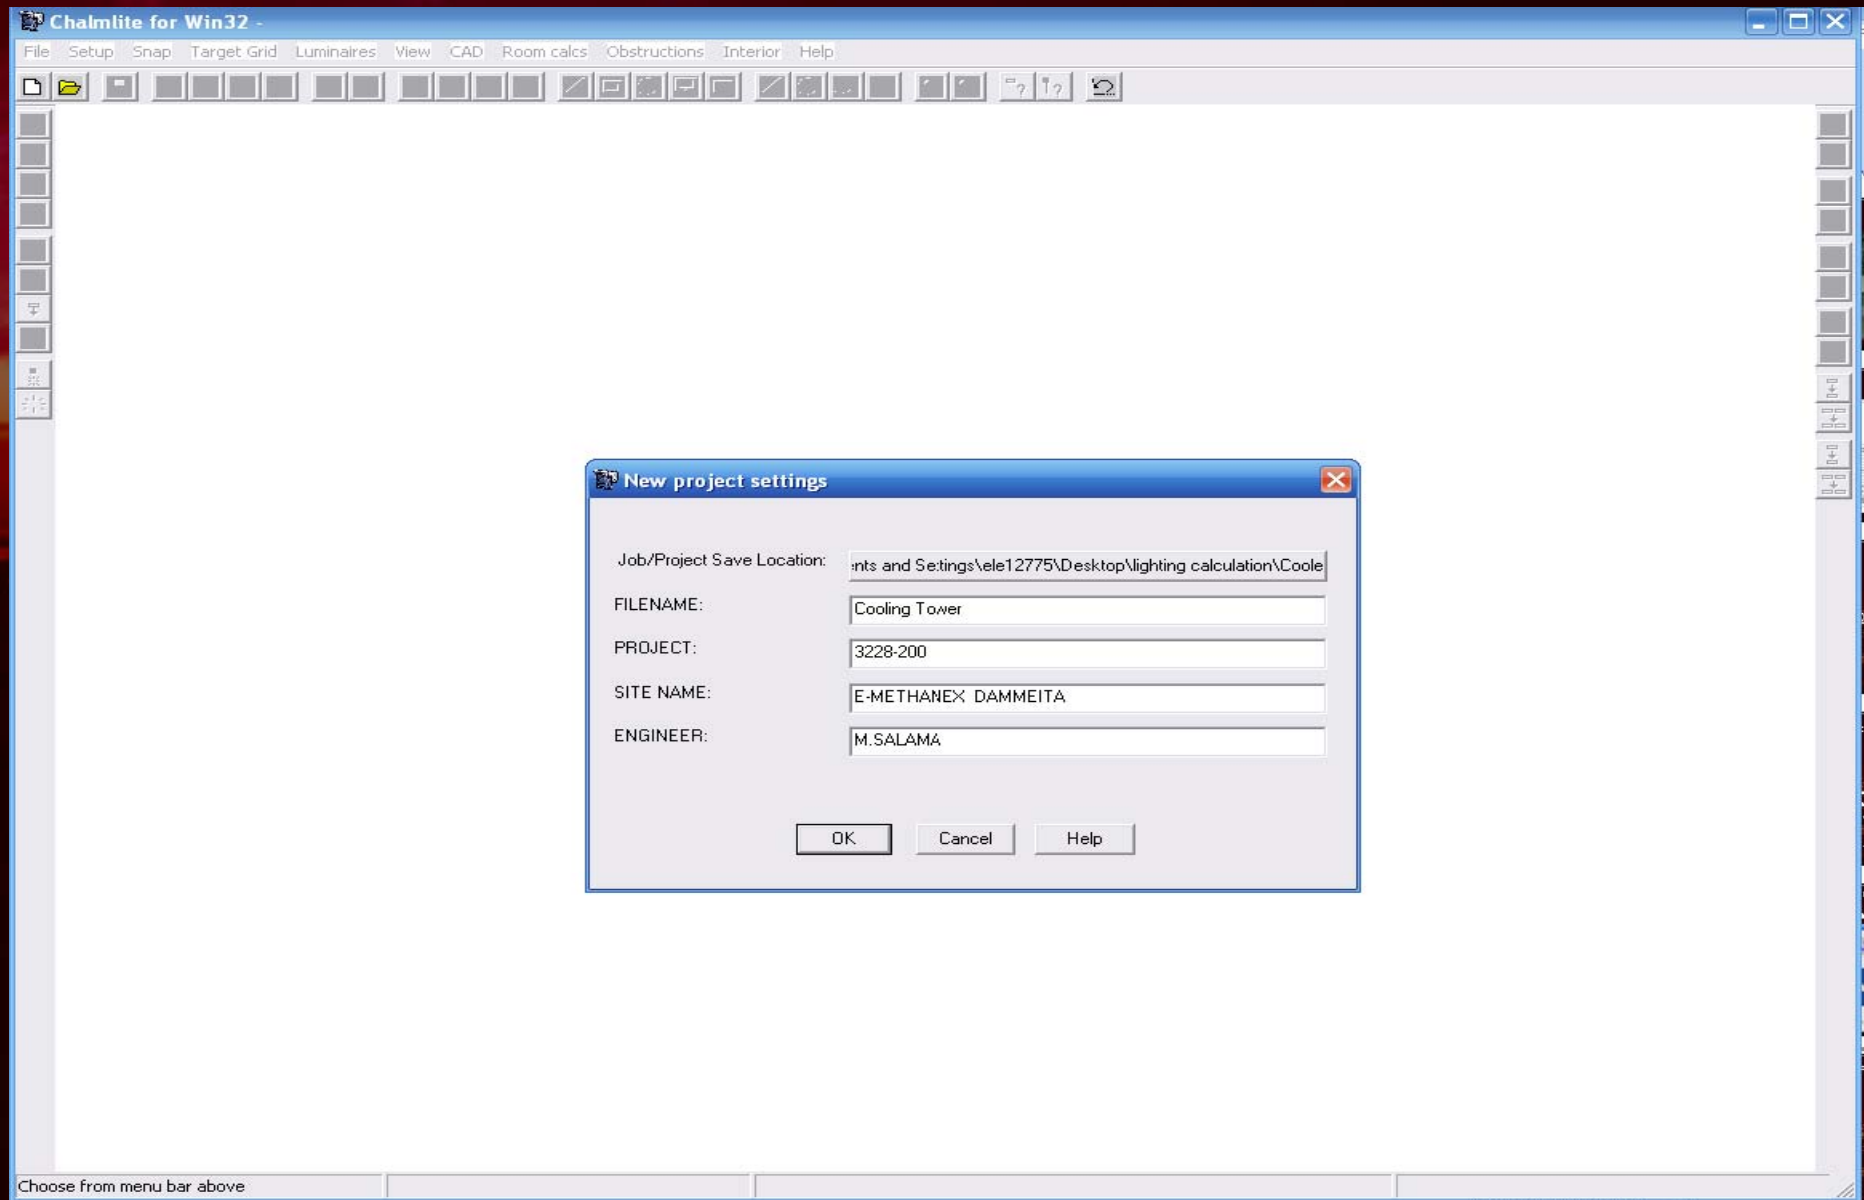 Chalmlite for Win32 -
File Setup Snap Target Grid Luminaires View CAD Room calcs Obstructions Interior Help
New project settings
Job/Project Save Location: nts and Settings\ele12775\Desktop\lighting calculation\Coole
FILENAME: Cooling Tower
PROJECT: 3228-200
SITE NAME: E-METHANEX DAMMEITA
ENGINEER: M.SALAMA
OK Cancel Help
Choose from menu bar above